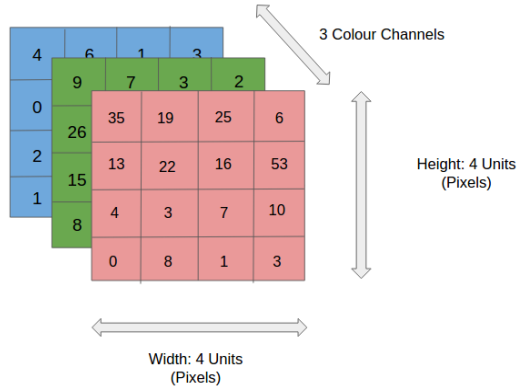 3 Colour Channels
4 6 1 3
9 7 3 2
0
35 19 25 6
26
13 22 16 53
2
15
4 3 7 10
1
8
0 8 1 3
Height: 4 Units
(Pixels)
Width: 4 Units
(Pixels)